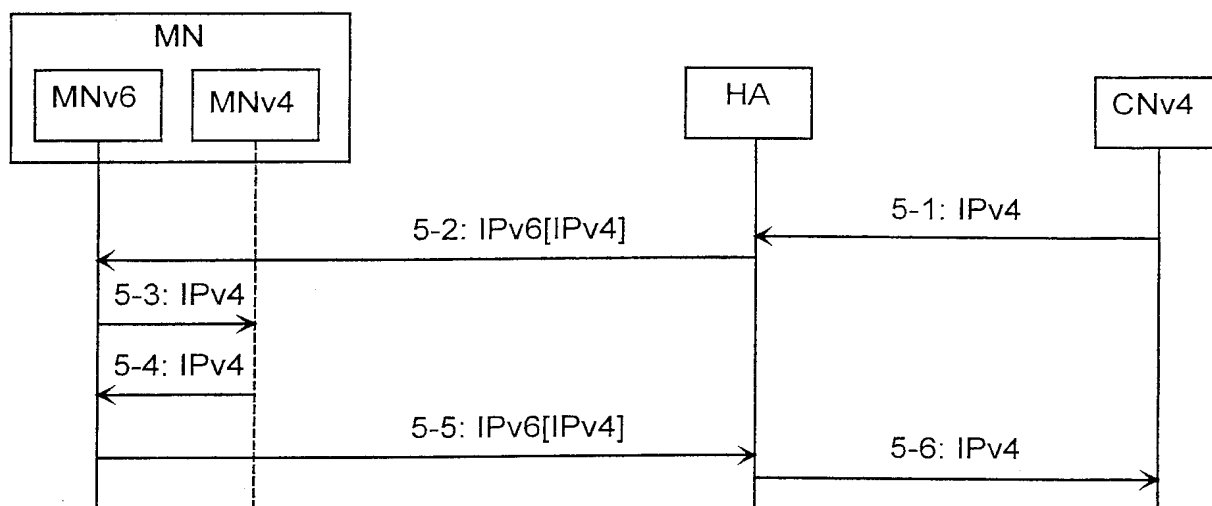 MN
MNv6
MNv4
HA
CNv4
5-1: IPv4
5-2: IPv6[IPv4]
5-3: IPv4
5-4: IPv4
5-5: IPv6[IPv4]
5-6: IPv4